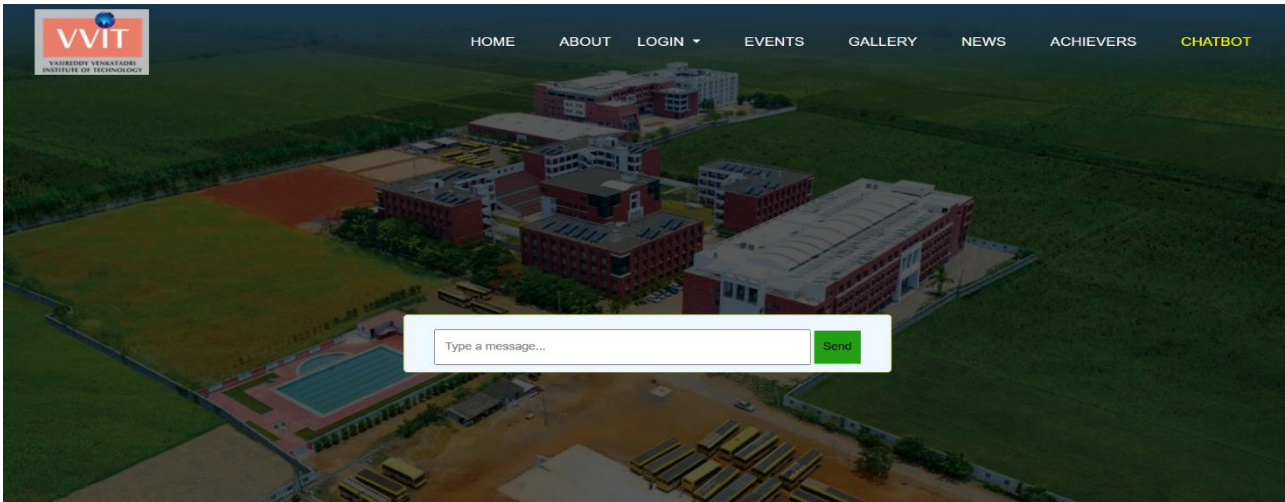 VVIT
VASIREDDY VENKATADRI
INSTITUTE OF TECHNOLOGY
HOME ABOUT LOGIN EVENTS GALLERY NEWS ACHIEVERS CHATBOT
Type a message... Send